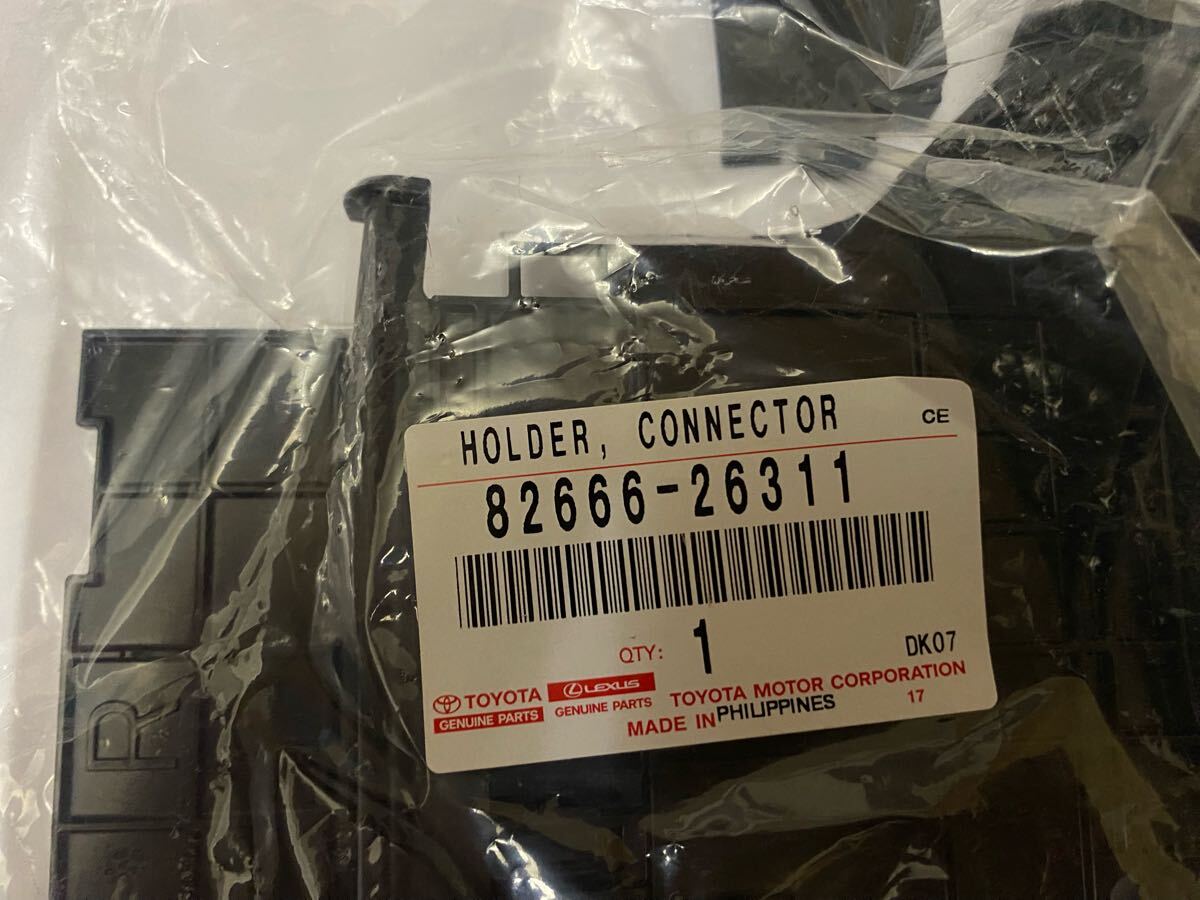 HOLDER, CONNECTOR CE
82666-26311
QTY: 1 DK07
TOYOTA LEXUS TOYOTA MOTOR CORPORATION
GENUINE PARTS GENUINE PARTS MADE IN PHILIPPINES 17
R